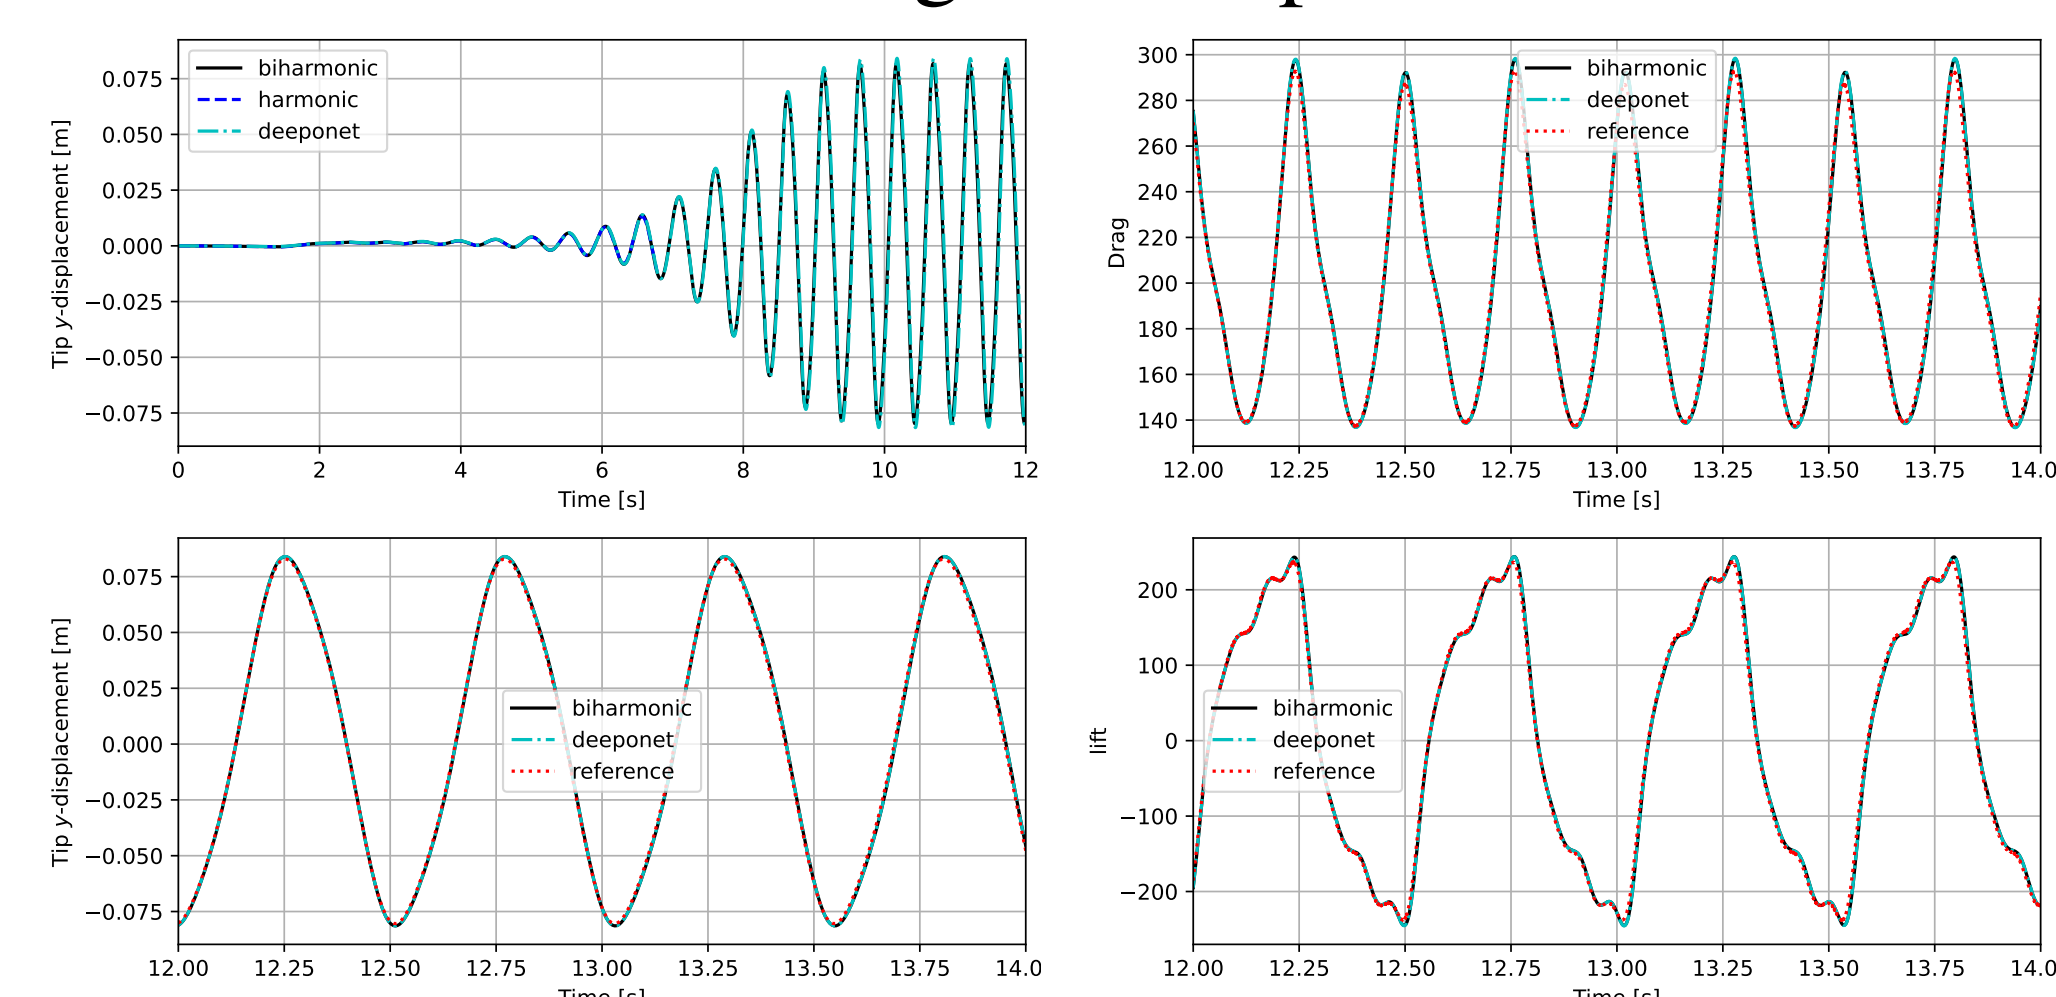 biharmonic
harmonic
deeponet
0.075
0.050
0.025
0.000
−0.025
−0.050
−0.075
Tip y-displacement [m]
0 2 4 6 8 10 12
Time [s]
biharmonic
deeponet
reference
300
280
260
240
220
200
180
160
140
Drag
12.00 12.25 12.50 12.75 13.00 13.25 13.50 13.75 14.0
Time [s]
biharmonic
deeponet
reference
0.075
0.050
0.025
0.000
−0.025
−0.050
−0.075
Tip y-displacement [m]
12.00 12.25 12.50 12.75 13.00 13.25 13.50 13.75 14.0
Time [s]
biharmonic
deeponet
reference
200
100
0
−100
−200
lift
12.00 12.25 12.50 12.75 13.00 13.25 13.50 13.75 14.0
Time [s]